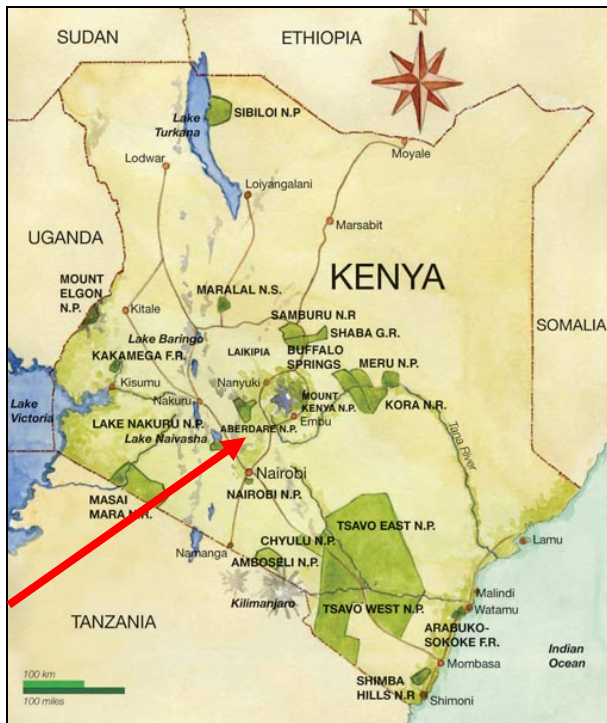 N
SUDAN
ETHIOPIA
SIBILOI N.P
Lake
Turkana
Moyale
Lodwar
Loiyangalani
Marsabit
UGANDA
KENYA
MOUNT
ELGON
N.P.
MARALAL N.S.
Kitale
SAMBURU N.R
SHABA G.R.
SOMALIA
Lake Baringo
KAKAMEGA F.R.
LAIKIPIA
BUFFALO
SPRINGS
MERU N.P.
Kisumu
Nanyuki
Nakuru
MOUNT
KENYA N.P.
KORA N.R.
Lake
Victoria
LAKE NAKURU N.P.
Embu
ABERDARE N.P.
Lake Naivasha
Tana River
Nairobi
NAIROBI N.P.
MASAI
MARA N.R.
TSAVO EAST N.P.
CHYULU N.P.
Lamu
Namanga
AMBOSELI N.P.
Malindi
Kilimanjaro
TSAVO WEST N.P.
Watamu
TANZANIA
ARABUKO-
SOKOKE F.R.
Indian
Ocean
Mombasa
100 km
100 miles
SHIMBA
HILLS N.R
Shimoni